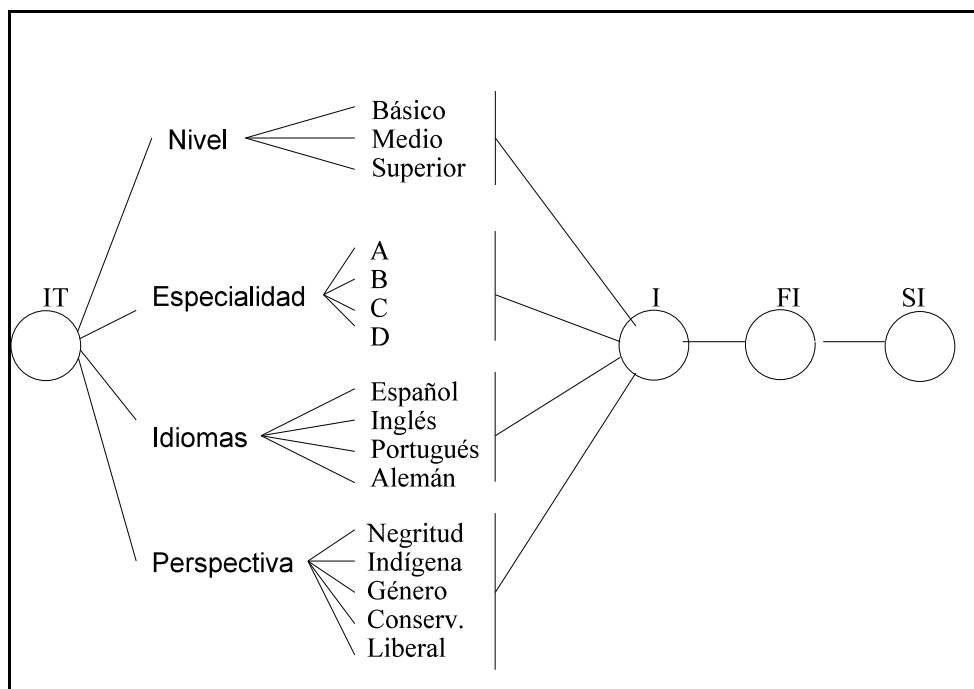 Nivel
Básico
Medio
Superior
IT
Especialidad
A
B
C
D
Idiomas
Español
Inglés
Portugués
Alemán
Perspectiva
Negritud
Indígena
Género
Conserv.
Liberal
I
FI
SI